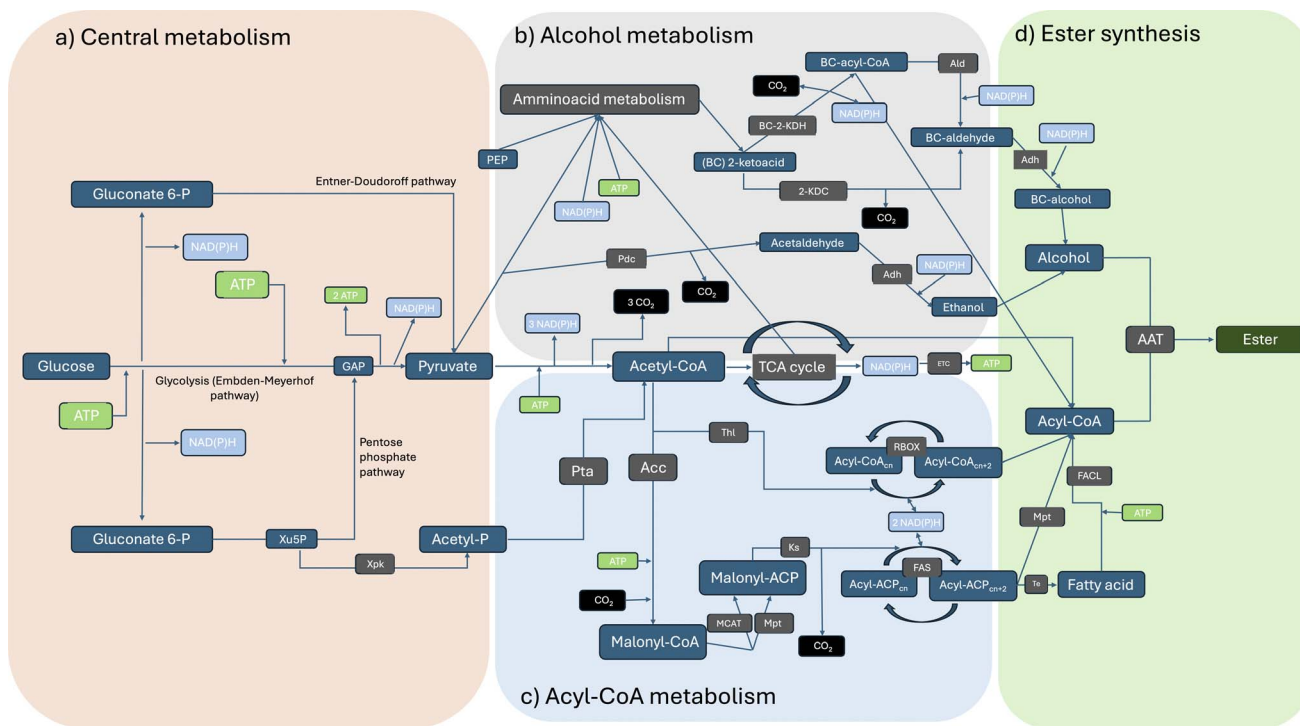 a) Central metabolism
Gluconate 6-P
Entner-Doudoroff pathway
NAD(P)H
ATP
2 ATP
NAD(P)H
Glucose
GAP
Pyruvate
Glycolysis (Embden-Meyerhof
pathway)
ATP
NAD(P)H
Pentose
phosphate
pathway
Gluconate 6-P
Xu5P
Xpk
Acetyl-P
b) Alcohol metabolism
Amminoacid metabolism
PEP
NAD(P)H
ATP
BC-acyl-CoA
Ald
CO2
NAD(P)H
NAD(P)H
BC-2-KDH
BC-aldehyde
NAD(P)H
(BC) 2-ketoacid
Adh
2-KDC
CO2
BC-alcohol
Acetaldehyde
Pdc
CO2
Adh
NAD(P)H
Ethanol
3 NAD(P)H
3 CO2
ATP
Acetyl-CoA
TCA cycle
NAD(P)H
ETC
ATP
Thl
Pta
Acc
RBOX
Acyl-CoAcn
Acyl-CoAcn+2
2 NAD(P)H
ATP
CO2
Ks
Malonyl-ACP
FAS
Acyl-ACPcn
Acyl-ACPcn+2
MCAT
Mpt
Malonyl-CoA
CO2
c) Acyl-CoA metabolism
d) Ester synthesis
Alcohol
AAT
Ester
Acyl-CoA
FACL
Mpt
ATP
Te
Fatty acid